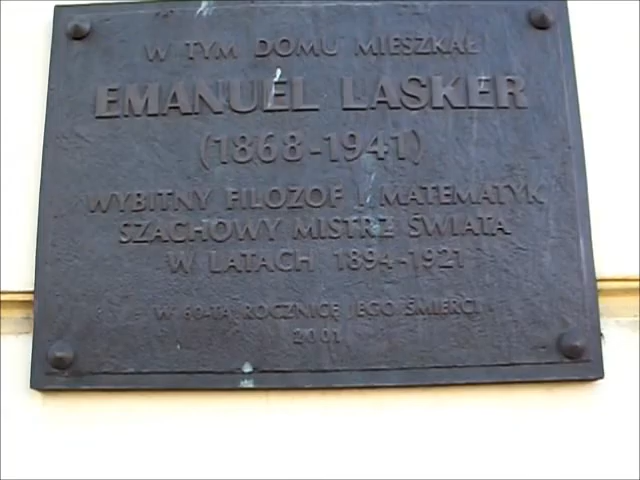 W TYM DOMU MIESZKAŁ
EMANUEL LASKER
(1868-1941)
WYBITNY FILOZOF I MATEMATYK
SZACHOWY MISTRZ ŚWIATA
W LATACH 1894-1921
W 60-TĄ ROCZNICĘ JEGO ŚMIERCI
2001